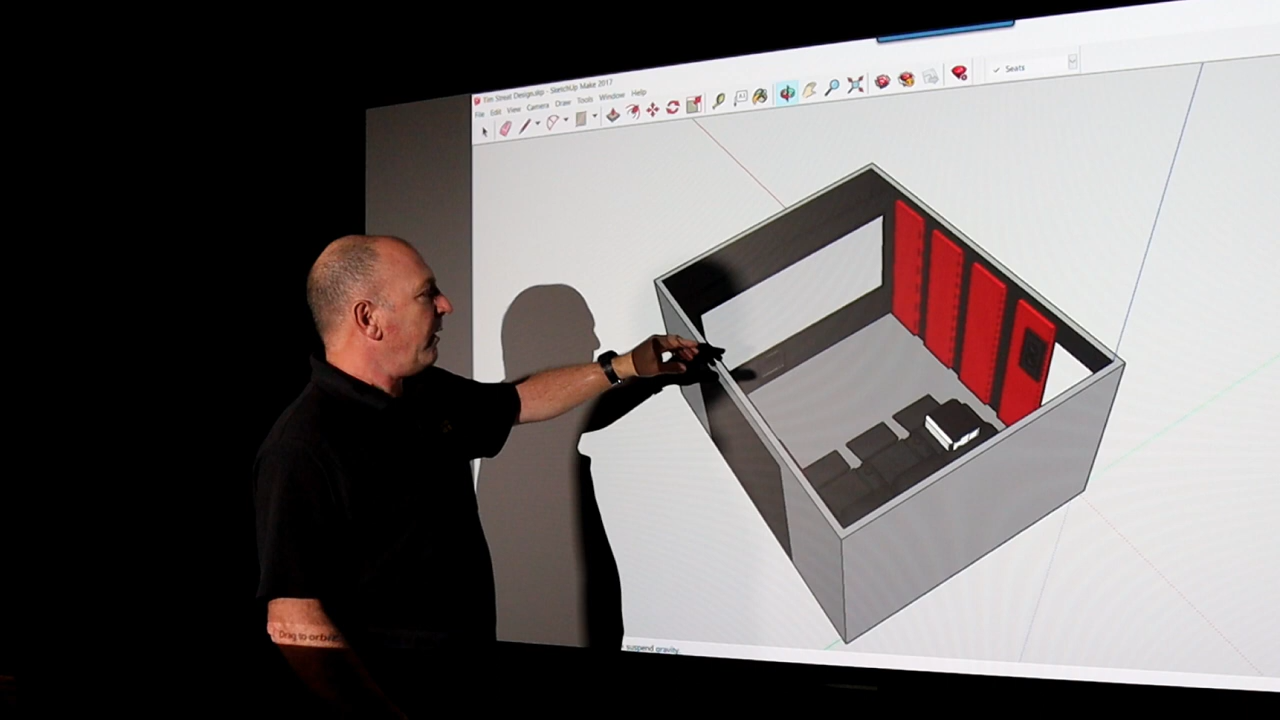 Tim Street Design.skp - SketchUp Make 2017
File Edit View Camera Draw Tools Window Help
Seats
Drag to orbit
suspend gravity.